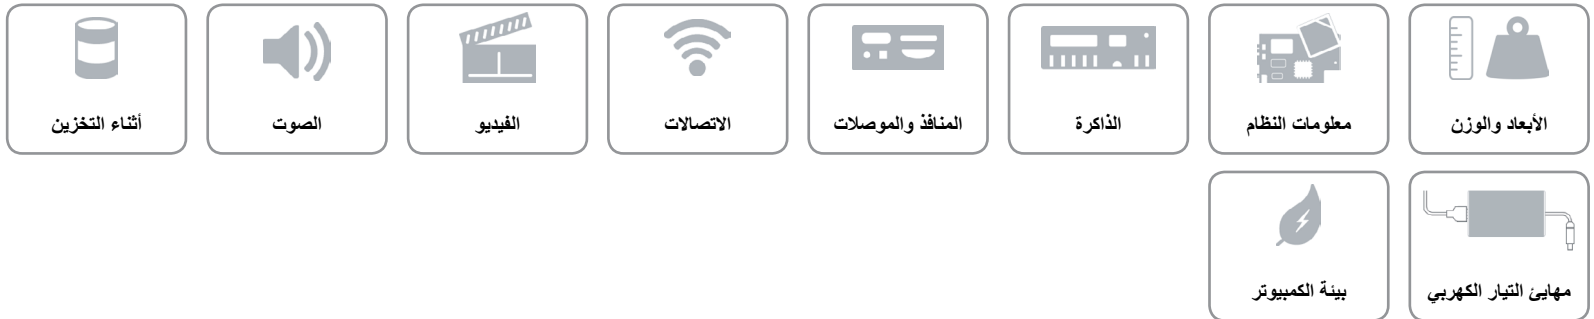 الأبعاد والوزن
معلومات النظام
الذاكرة
المنافذ والموصلات
الاتصالات
الفيديو
الصوت
أثناء التخزين
مهايئ التيار الكهربي
بيئة الكمبيوتر